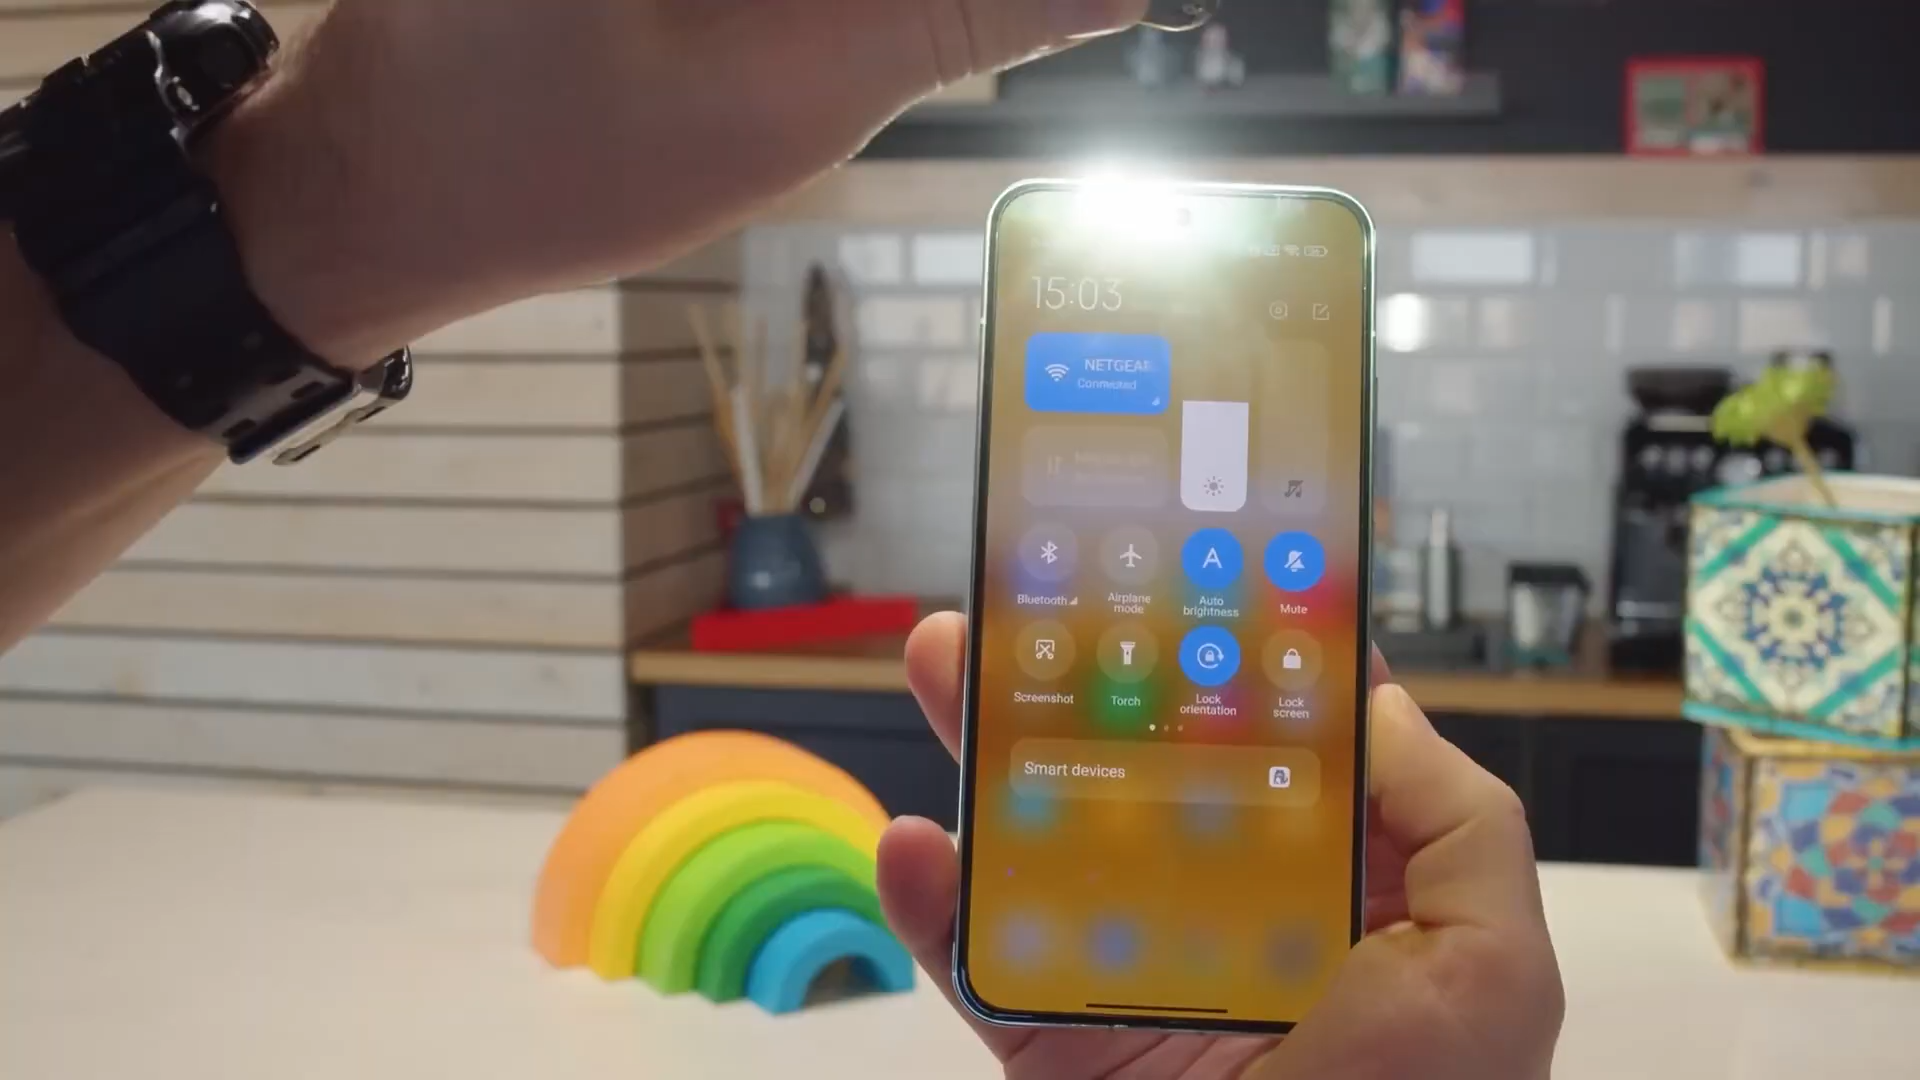 15:03
NETGEAR
Connected
Bluetooth
Airplane
mode
Auto
brightness
Mute
Screenshot
Torch
Lock
orientation
Lock
screen
Smart devices